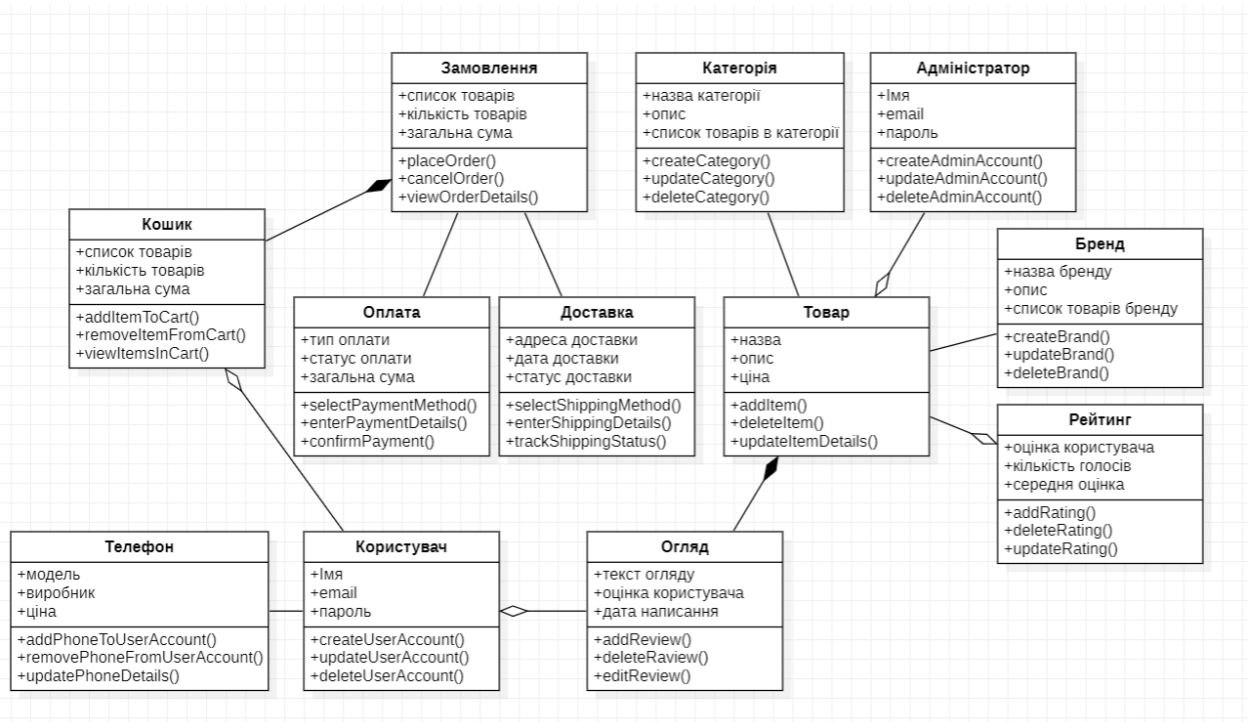 Замовлення
+список товарів
+кількість товарів
+загальна сума
+placeOrder()
+cancelOrder()
+viewOrderDetails()
Категорія
+назва категорії
+опис
+список товарів в категорії
+createCategory()
+updateCategory()
+deleteCategory()
Адміністратор
+Імя
+email
+пароль
+createAdminAccount()
+updateAdminAccount()
+deleteAdminAccount()
Кошик
+список товарів
+кількість товарів
+загальна сума
+addItemToCart()
+removeItemFromCart()
+viewItemsInCart()
Бренд
+назва бренду
+опис
+список товарів бренду
+createBrand()
+updateBrand()
+deleteBrand()
Оплата
+тип оплати
+статус оплати
+загальна сума
+selectPaymentMethod()
+enterPaymentDetails()
+confirmPayment()
Доставка
+адреса доставки
+дата доставки
+статус доставки
+selectShippingMethod()
+enterShippingDetails()
+trackShippingStatus()
Товар
+назва
+опис
+ціна
+addItem()
+deleteItem()
+updateItemDetails()
Рейтинг
+оцінка користувача
+кількість голосів
+середня оцінка
+addRating()
+deleteRating()
+updateRating()
Телефон
+модель
+виробник
+ціна
+addPhoneToUserAccount()
+removePhoneFromUserAccount()
+updatePhoneDetails()
Користувач
+Імя
+email
+пароль
+createUserAccount()
+updateUserAccount()
+deleteUserAccount()
Огляд
+текст огляду
+оцінка користувача
+дата написання
+addReview()
+deleteRaview()
+editReview()